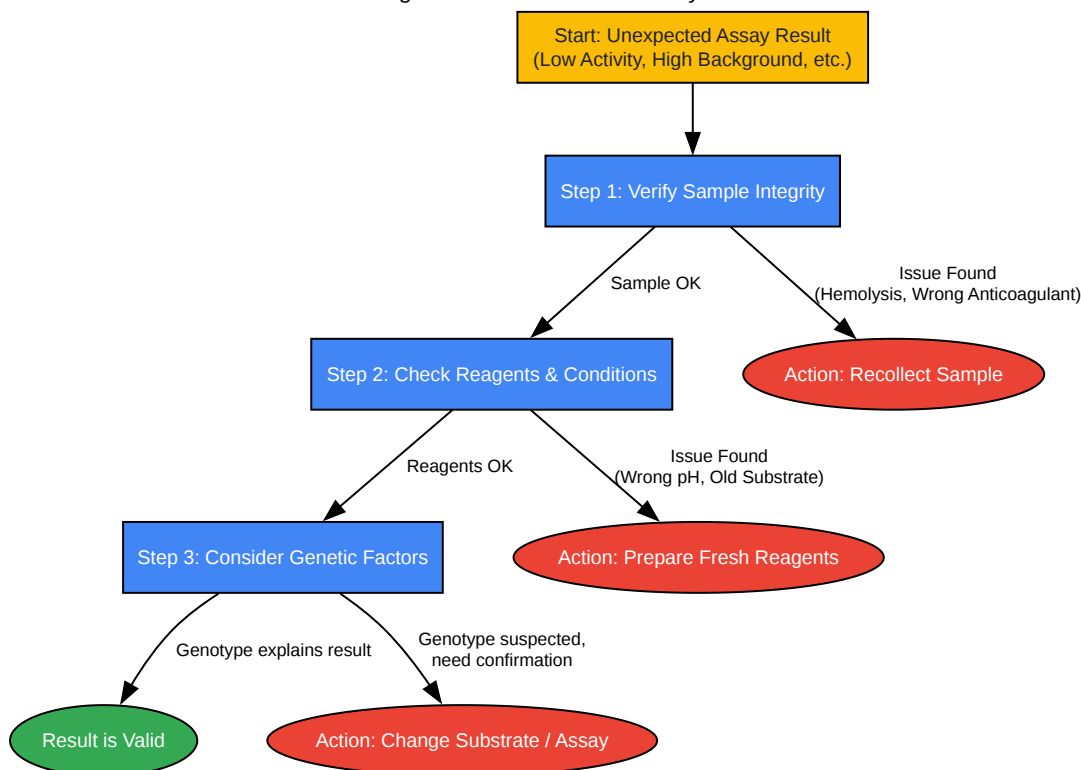 Start: Unexpected Assay Result
(Low Activity, High Background, etc.)
Step 1: Verify Sample Integrity
Sample OK
Issue Found
(Hemolysis, Wrong Anticoagulant)
Step 2: Check Reagents & Conditions
Action: Recollect Sample
Reagents OK
Issue Found
(Wrong pH, Old Substrate)
Step 3: Consider Genetic Factors
Action: Prepare Fresh Reagents
Genotype explains result
Genotype suspected,
need confirmation
Result is Valid
Action: Change Substrate / Assay